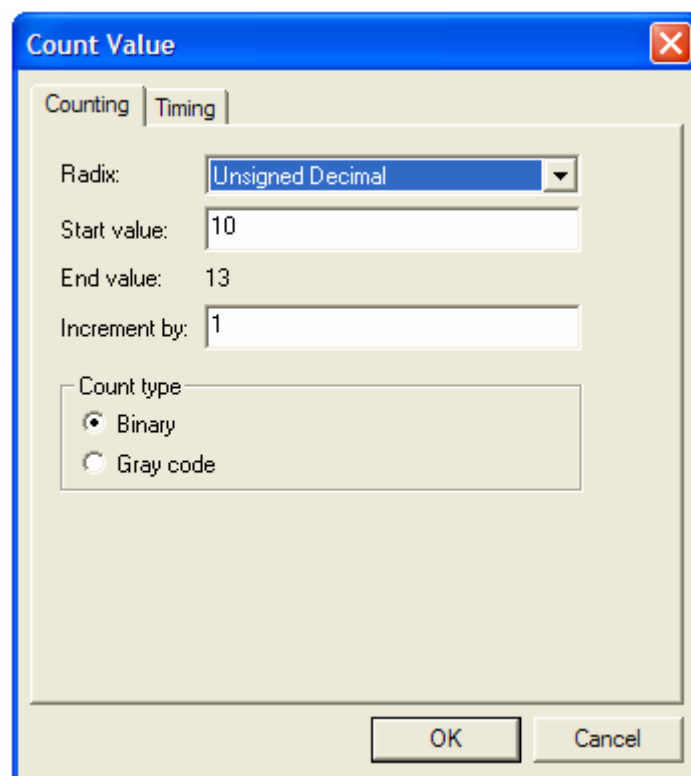 Count Value
Counting Timing
Radix: Unsigned Decimal
Start value: 10
End value: 13
Increment by: 1
Count type
Binary
Gray code
OK Cancel